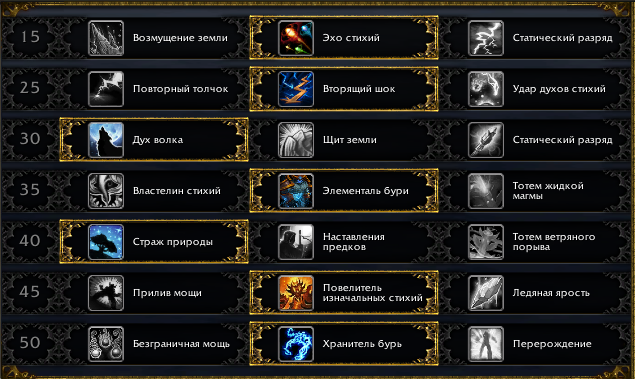 15 Возмущение земли Эхо стихий Статический разряд
25 Повторный толчок Вторящий шок Удар духов стихий
30 Дух волка Щит земли Статический разряд
35 Властелин стихий Элементаль бури Тотем жидкой магмы
40 Страж природы Наставления предков Тотем ветряного порыва
45 Прилив мощи Повелитель изначальных стихий Ледяная ярость
50 Безграничная мощь Хранитель бурь Перерождение